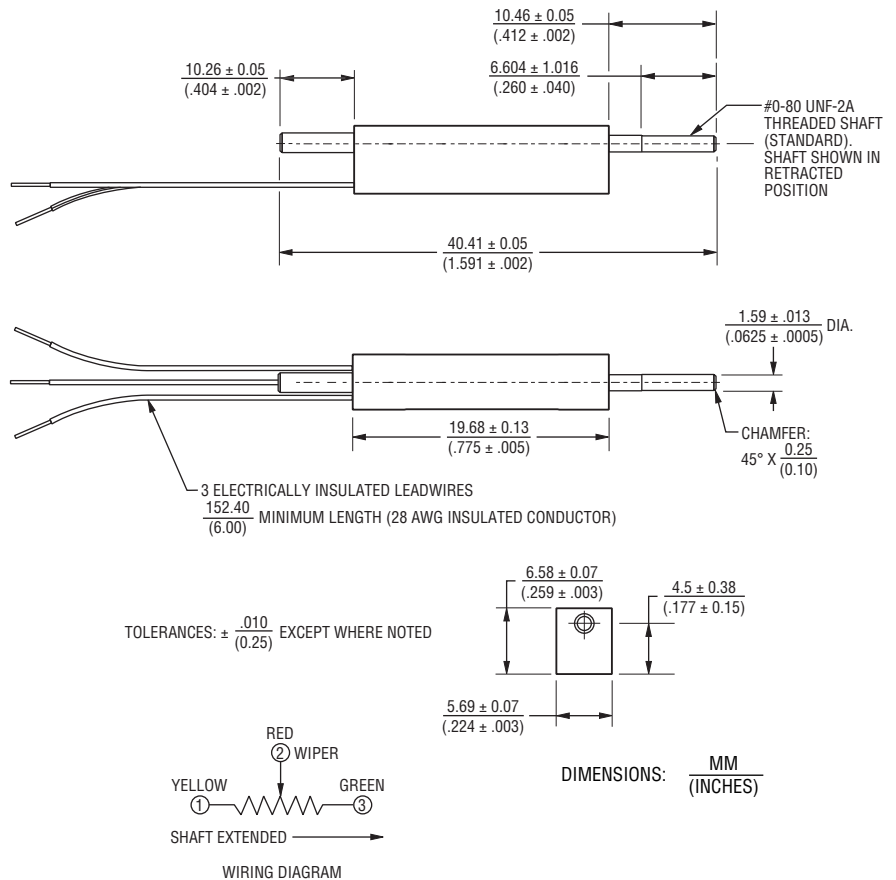 10.46 ± 0.05
(.412 ± .002)
10.26 ± 0.05
(.404 ± .002)
6.604 ± 1.016
(.260 ± .040)
#0-80 UNF-2A
THREADED SHAFT
(STANDARD).
SHAFT SHOWN IN
RETRACTED
POSITION
40.41 ± 0.05
(1.591 ± .002)
1.59 ± .013
(.0625 ± .0005)
DIA.
19.68 ± 0.13
(.775 ± .005)
CHAMFER:
45° X 0.25
(0.10)
3 ELECTRICALLY INSULATED LEADWIRES
152.40
(6.00)
MINIMUM LENGTH (28 AWG INSULATED CONDUCTOR)
6.58 ± 0.07
(.259 ± .003)
4.5 ± 0.38
(.177 ± 0.15)
TOLERANCES: ± .010
(0.25)
EXCEPT WHERE NOTED
5.69 ± 0.07
(.224 ± .003)
RED
2 WIPER
YELLOW
GREEN
1
3
SHAFT EXTENDED
WIRING DIAGRAM
DIMENSIONS: MM
(INCHES)